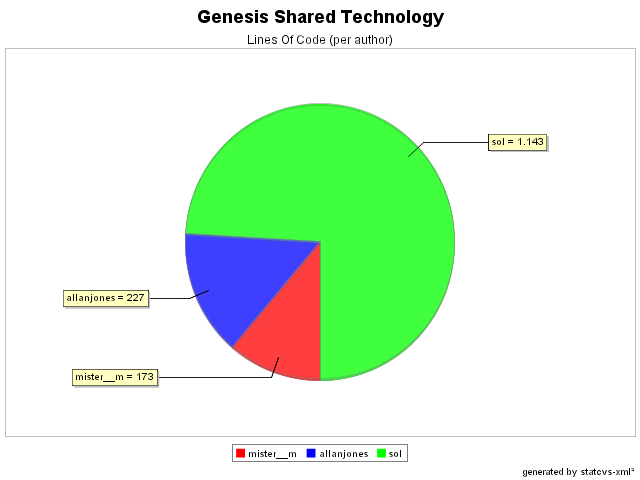 Genesis Shared Technology
Lines Of Code (per author)
sol = 1.143
allanjones = 227
mister__m = 173
mister__m allanjones sol
generated by statcvs-xml²